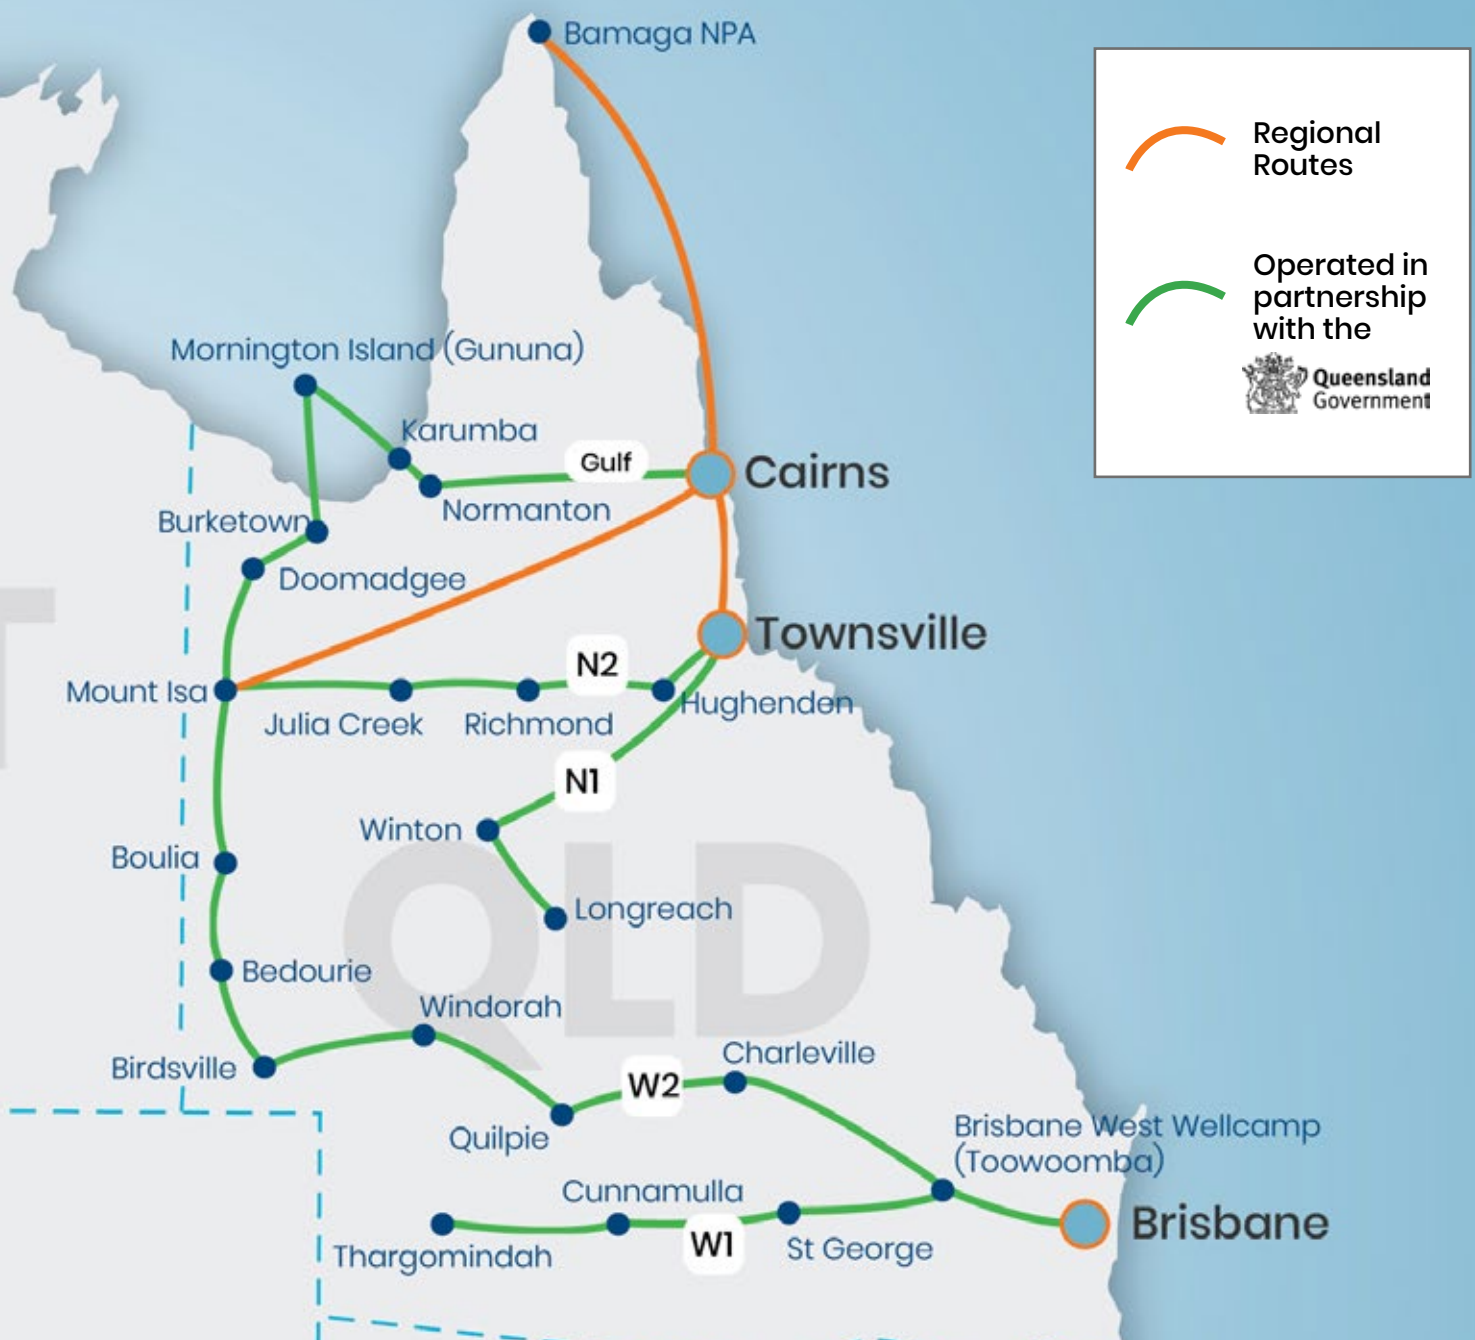 Bamaga NPA
Regional
Routes
Operated in
partnership
with the
Queensland
Government
Mornington Island (Gununa)
Karumba
Gulf
Cairns
Normanton
Burketown
Doomadgee
Townsville
N2
Mount Isa
Hughenden
Julia Creek
Richmond
N1
Winton
QLD
Boulia
Longreach
Bedourie
Windorah
Birdsville
W2
Charleville
Quilpie
Brisbane West Wellcamp
(Toowoomba)
Cunnamulla
W1
St George
Thargomindah
Brisbane